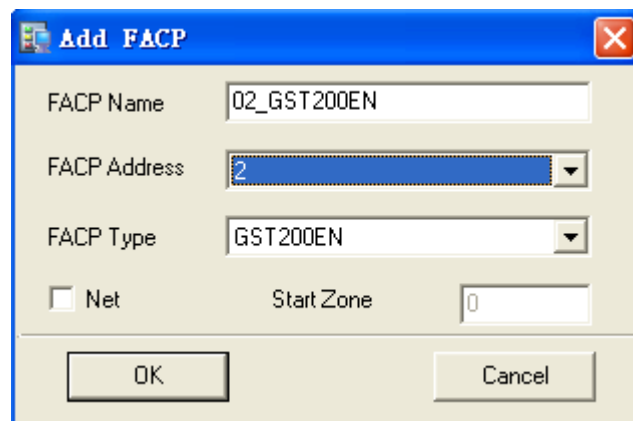 Add FACP
FACP Name 02_GST200EN
FACP Address 2
FACP Type GST200EN
Net Start Zone 0
OK Cancel